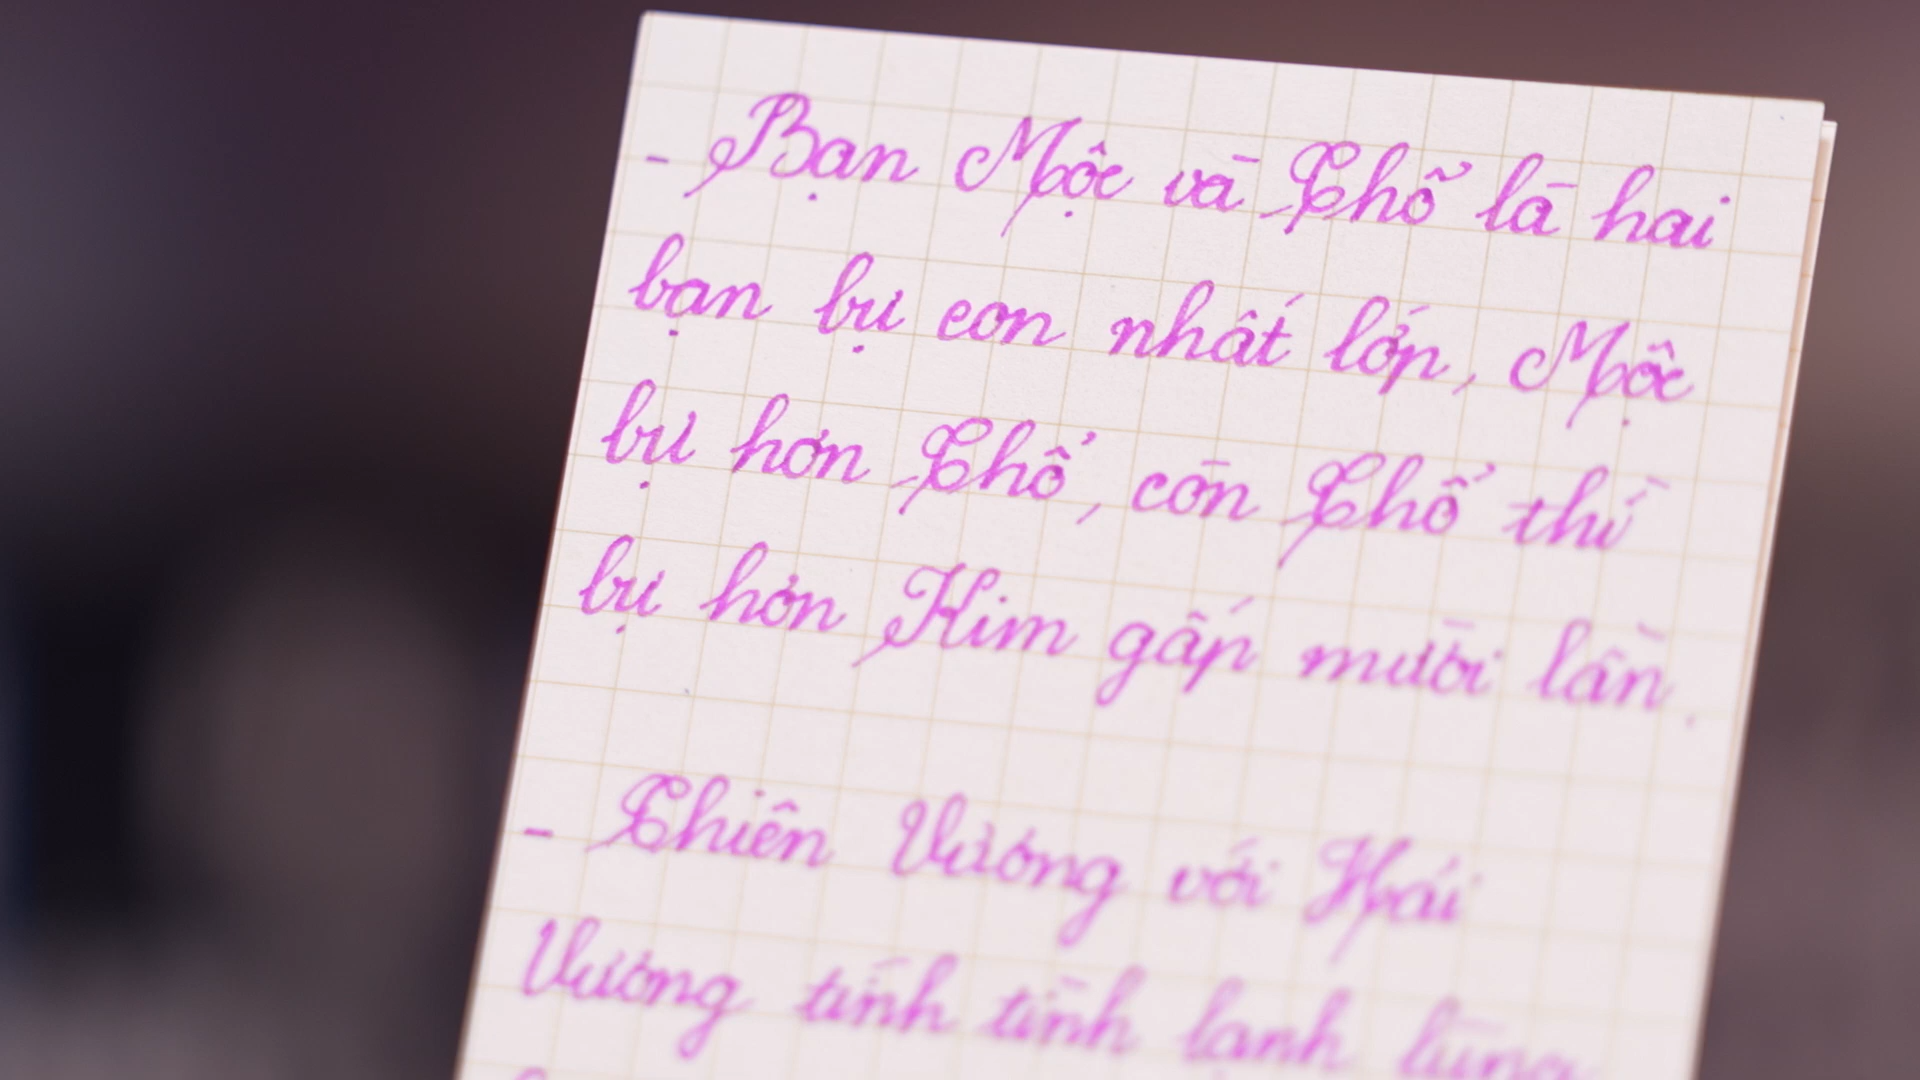 - Bạn Mộc và Thổ là hai
bạn bự con nhất lớp, Mộc
bự hơn Thổ, còn Thổ thì
bự hơn Kim gấp mười lần.
- Thiên Vương với Hải
Vương tính tình lạnh lùng